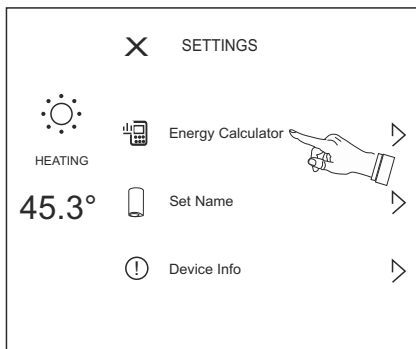 SETTINGS
Energy Calculator
HEATING
45.3°
Set Name
Device Info